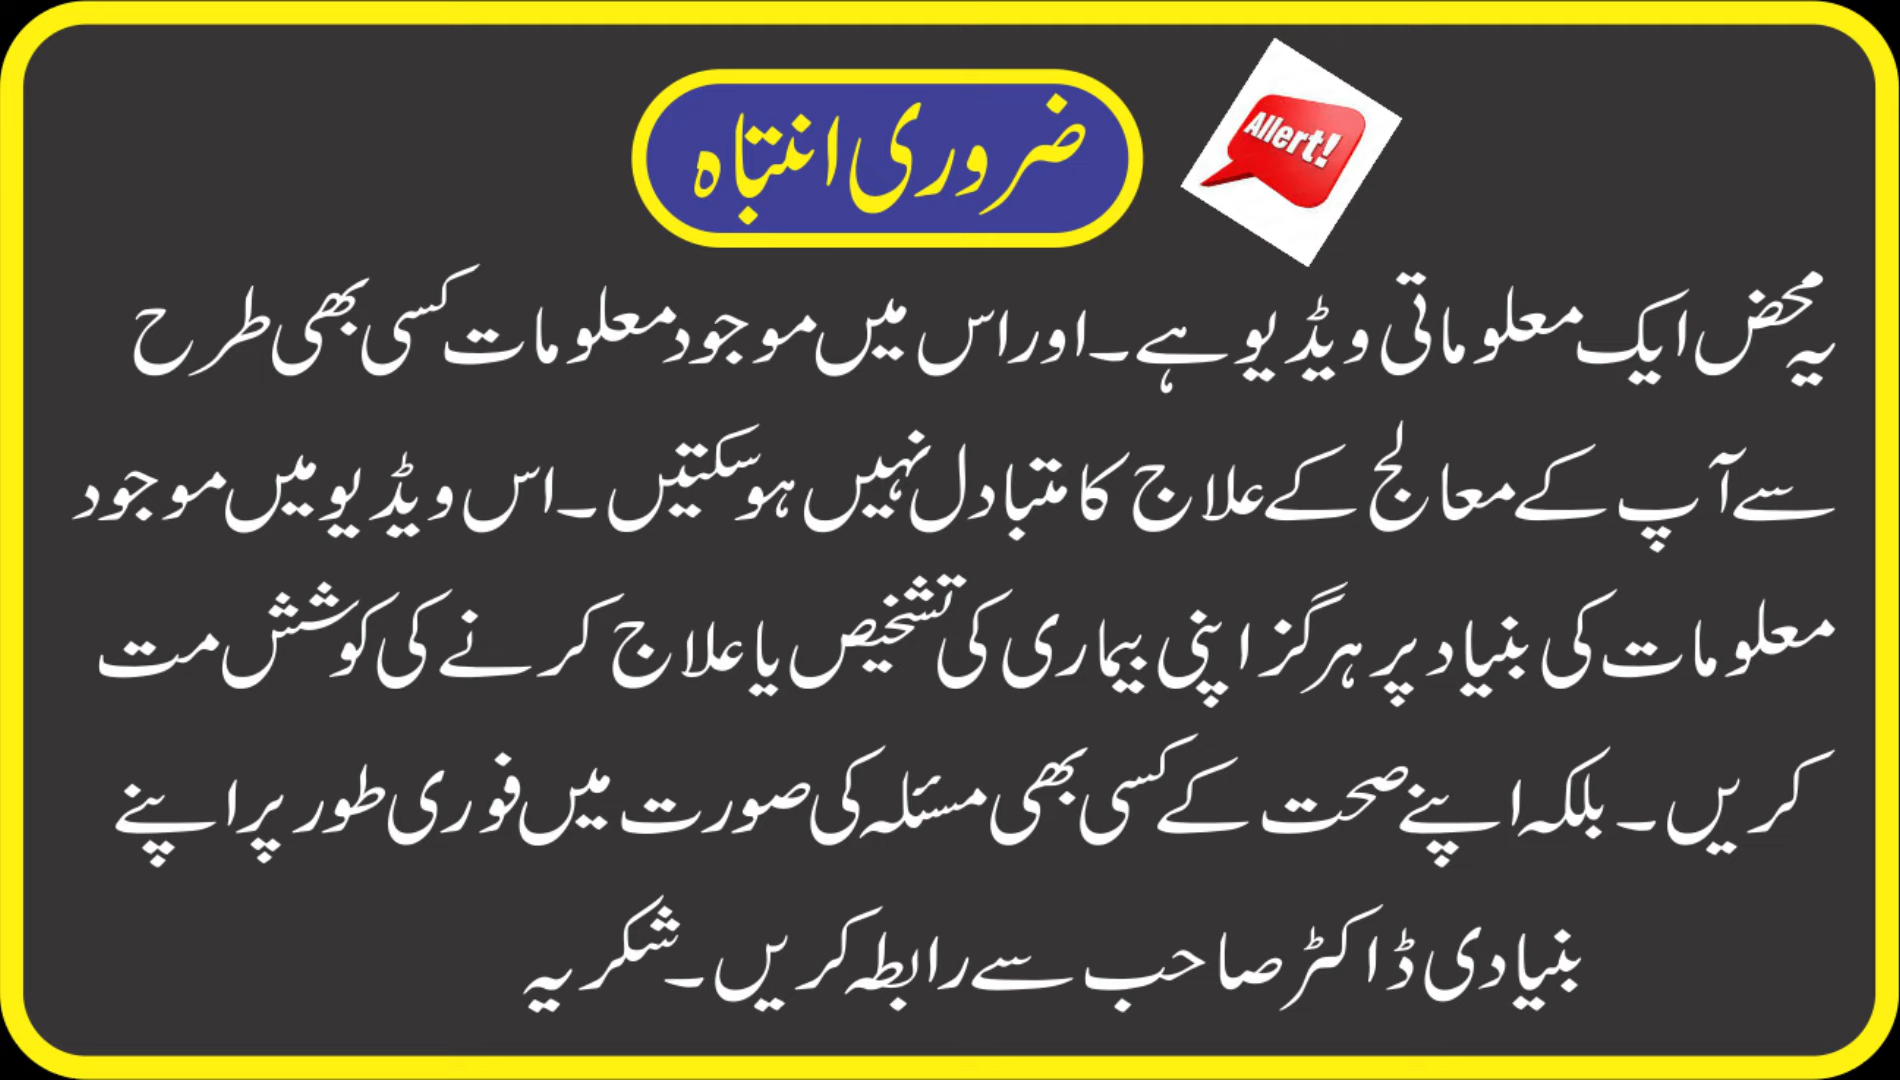 ضروری انتباہ
Allert!
یہ محض ایک معلوماتی ویڈیو ہے۔ اور اس میں موجود معلومات کسی بھی طرح
سے آپ کے معالج کے علاج کا متبادل نہیں ہوسکتیں۔ اس ویڈیو میں موجود
معلومات کی بنیاد پر ہرگز اپنی بیماری کی تشخیص یا علاج کرنے کی کوشش مت
کریں۔ بلکہ اپنے صحت کے کسی بھی مسئلہ کی صورت میں فوری طور پر اپنے
بنیادی ڈاکٹر صاحب سے رابطہ کریں۔ شکریہ